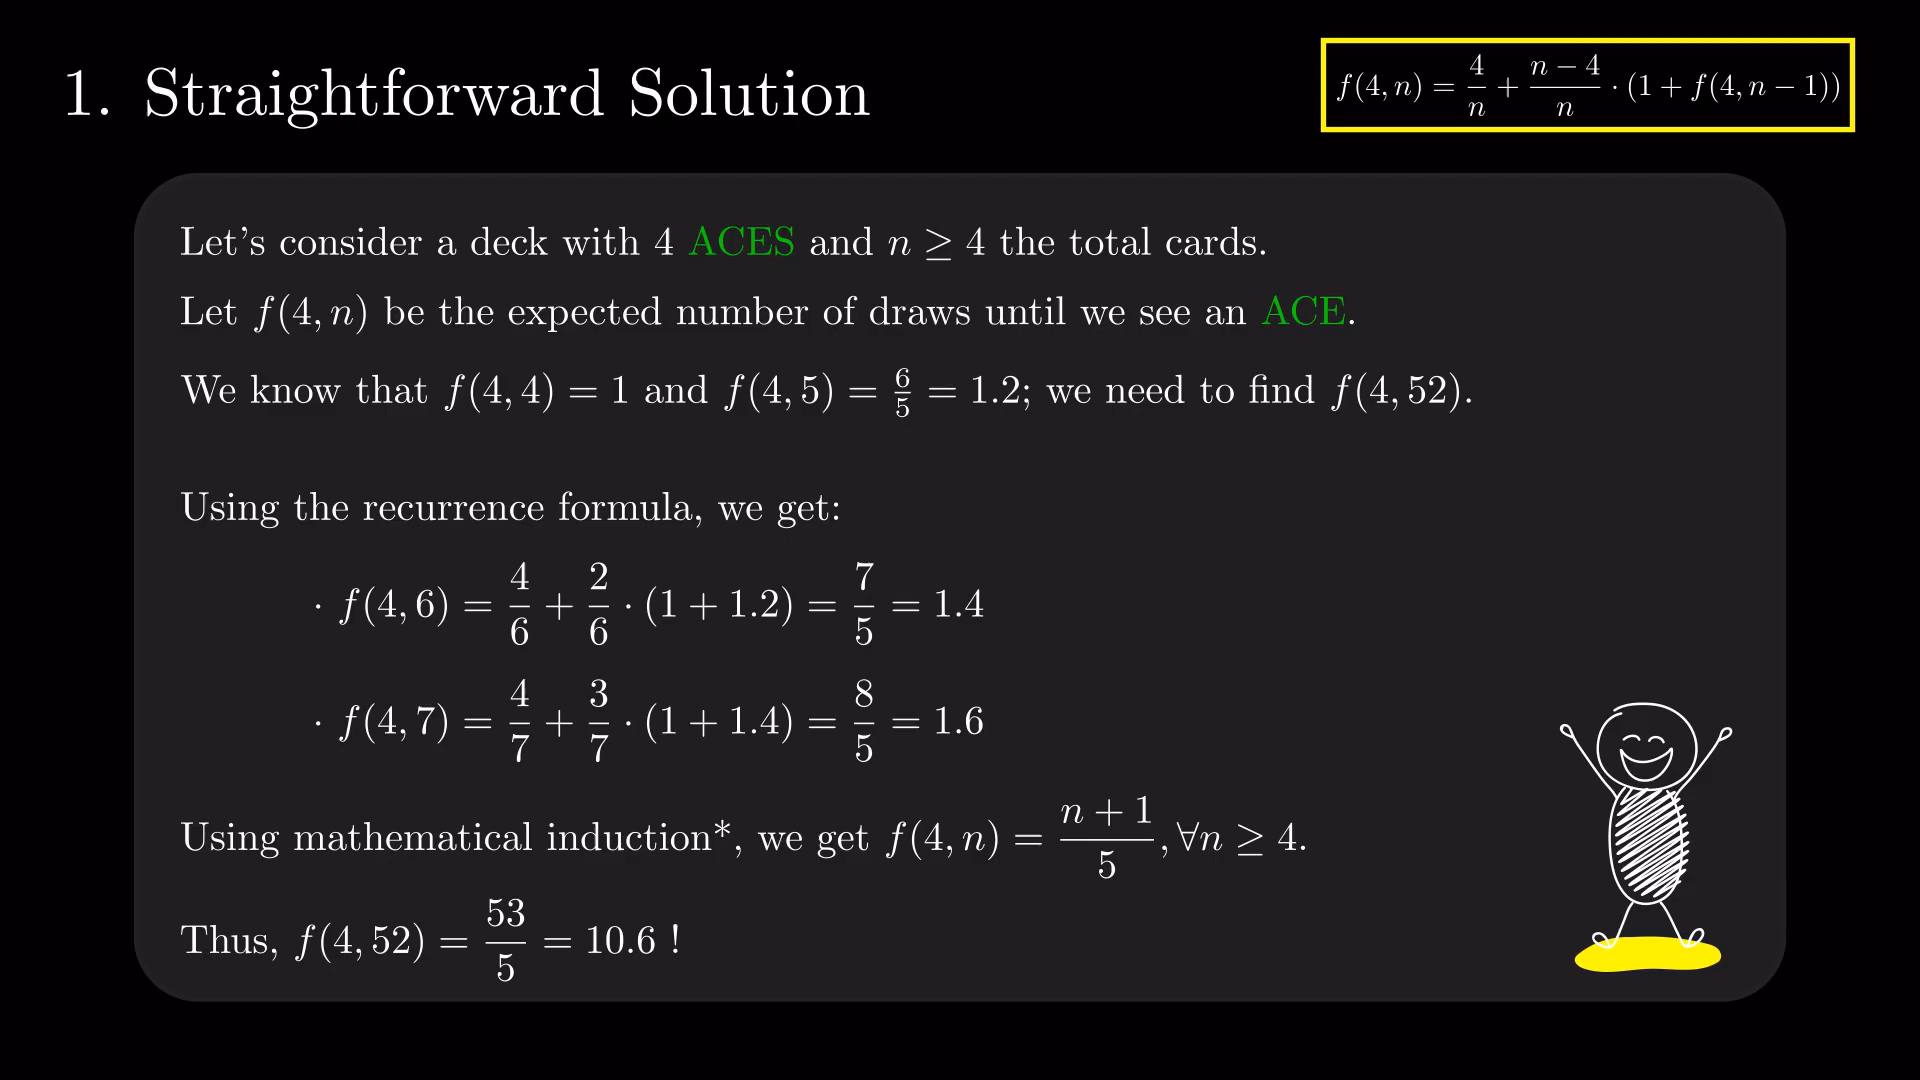 1. Straightforward Solution
f(4, n) = 4/n + (n − 4)/n · (1 + f(4, n − 1))
Let's consider a deck with 4 ACES and n ≥ 4 the total cards.
Let f(4, n) be the expected number of draws until we see an ACE.
We know that f(4, 4) = 1 and f(4, 5) = 6/5 = 1.2; we need to find f(4, 52).
Using the recurrence formula, we get:
· f(4, 6) = 4/6 + 2/6 · (1 + 1.2) = 7/5 = 1.4
· f(4, 7) = 4/7 + 3/7 · (1 + 1.4) = 8/5 = 1.6
Using mathematical induction*, we get f(4, n) = (n + 1)/5, ∀n ≥ 4.
Thus, f(4, 52) = 53/5 = 10.6 !